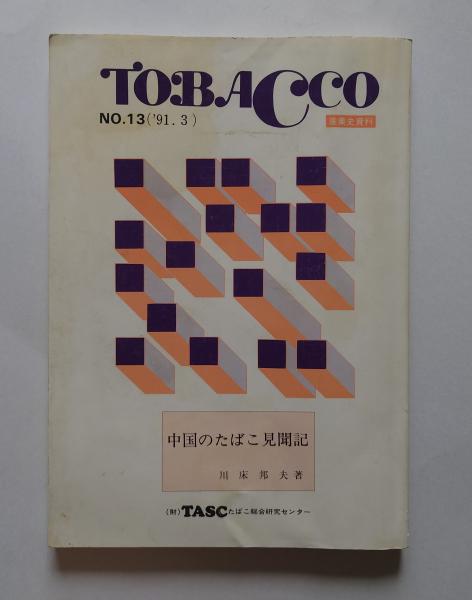 TOBACCO
NO.13('91.3)
産業史資料
中国のたばこ見聞記
川床邦夫著
(財)TASCたばこ総合研究センター